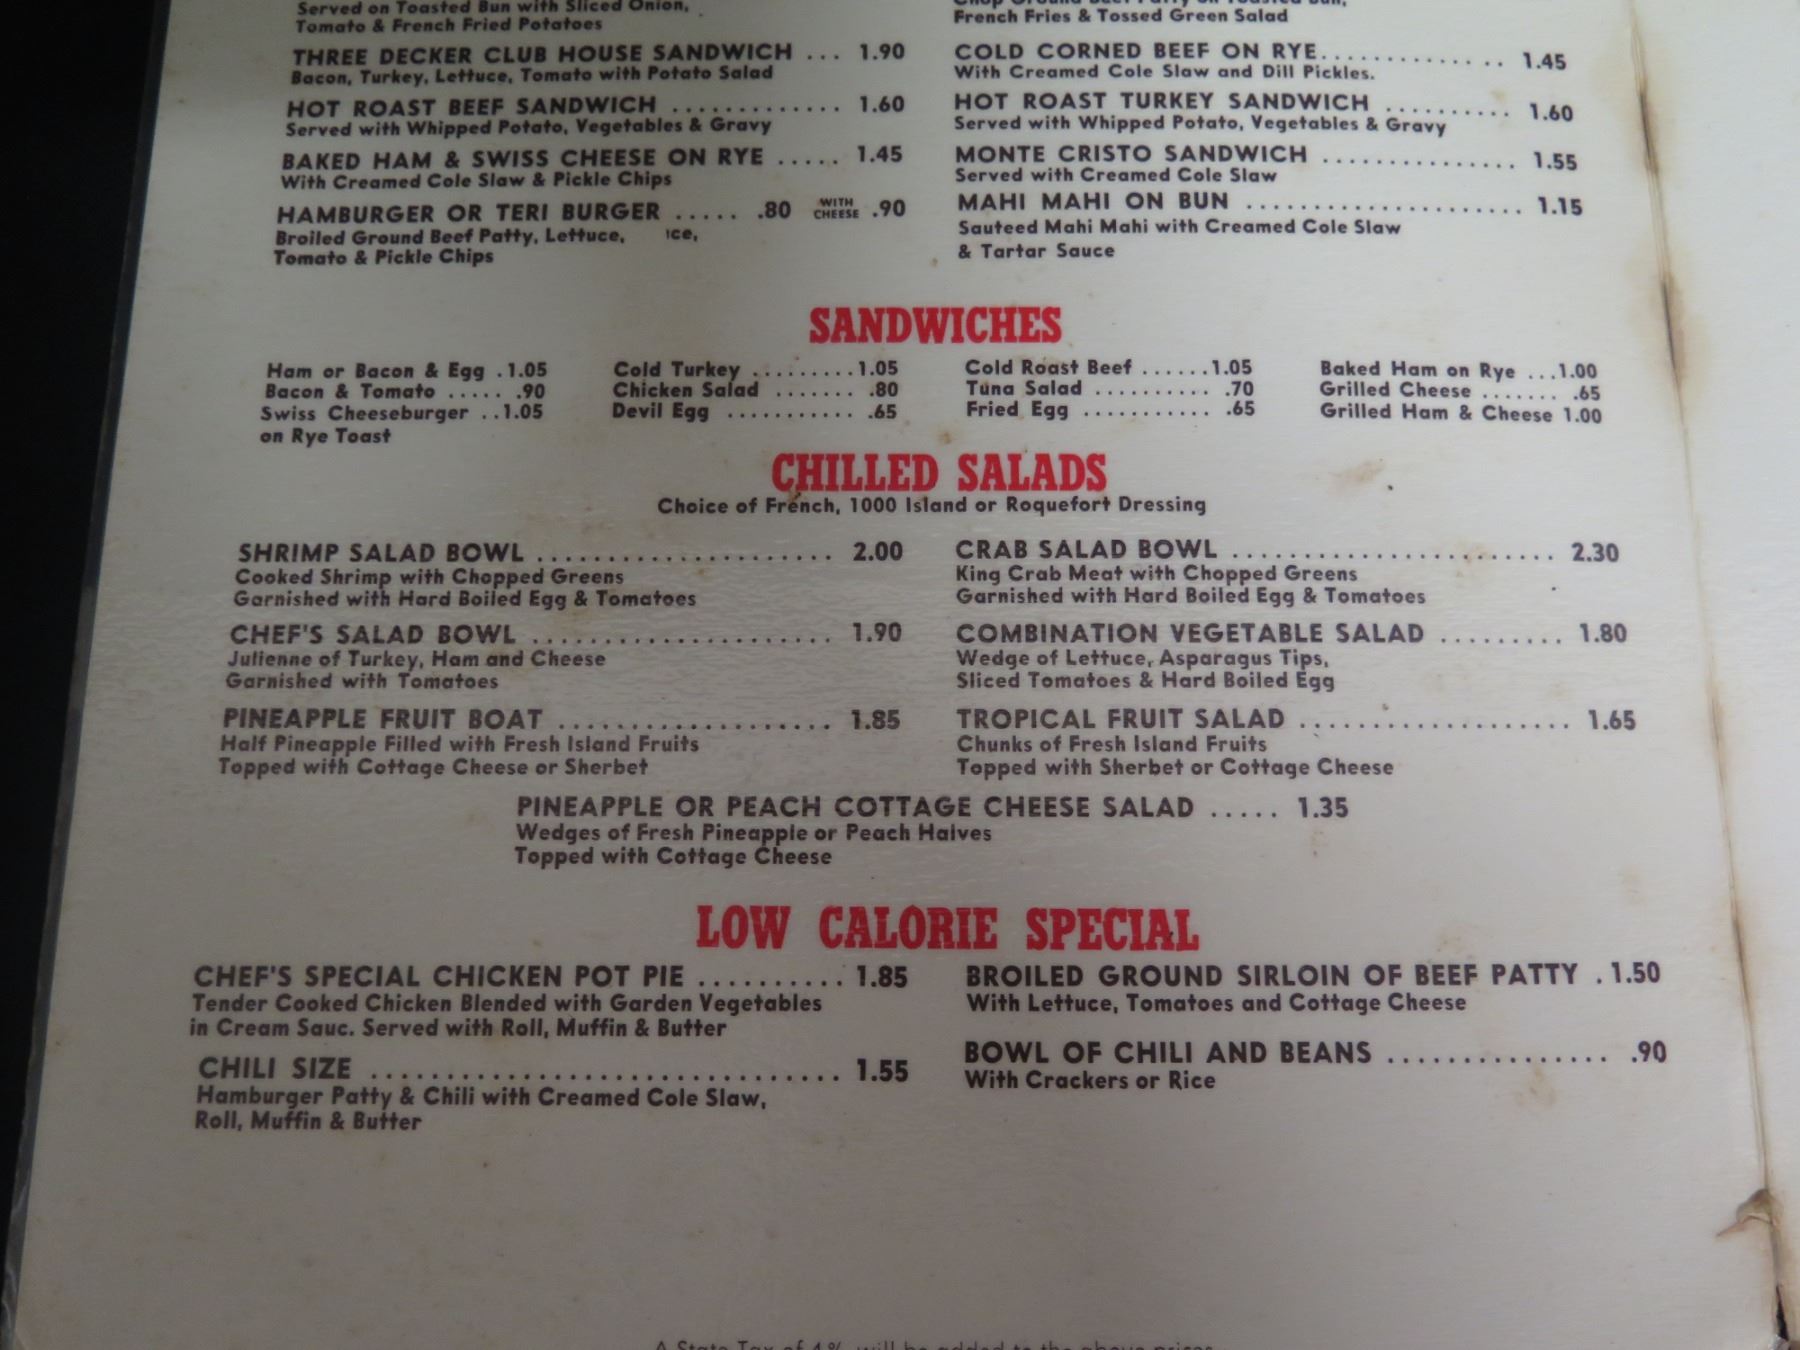 Served on Toasted Bun with Sliced Onion,
Tomato & French Fried Potatoes
THREE DECKER CLUB HOUSE SANDWICH ... 1.90
Bacon, Turkey, Lettuce, Tomato with Potato Salad
HOT ROAST BEEF SANDWICH ............ 1.60
Served with Whipped Potato, Vegetables & Gravy
BAKED HAM & SWISS CHEESE ON RYE ..... 1.45
With Creamed Cole Slaw & Pickle Chips
HAMBURGER OR TERI BURGER ..... .80 WITH CHEESE .90
Broiled Ground Beef Patty, Lettuce,
Tomato & Pickle Chips
Chop Ground Beef Patty on Toasted Bun,
French Fries & Tossed Green Salad
COLD CORNED BEEF ON RYE.............. 1.45
With Creamed Cole Slaw and Dill Pickles.
HOT ROAST TURKEY SANDWICH ......... 1.60
Served with Whipped Potato, Vegetables & Gravy
MONTE CRISTO SANDWICH .............. 1.55
Served with Creamed Cole Slaw
MAHI MAHI ON BUN .................... 1.15
Sauteed Mahi Mahi with Creamed Cole Slaw
& Tartar Sauce
SANDWICHES
Ham or Bacon & Egg .1.05
Bacon & Tomato ..... .90
Swiss Cheeseburger ..1.05
on Rye Toast
Cold Turkey .........1.05
Chicken Salad ....... .80
Devil Egg ........... .65
Cold Roast Beef ......1.05
Tuna Salad .......... .70
Fried Egg ........... .65
Baked Ham on Rye ...1.00
Grilled Cheese ....... .65
Grilled Ham & Cheese 1.00
CHILLED SALADS
Choice of French, 1000 Island or Roquefort Dressing
SHRIMP SALAD BOWL ..................... 2.00
Cooked Shrimp with Chopped Greens
Garnished with Hard Boiled Egg & Tomatoes
CHEF'S SALAD BOWL ..................... 1.90
Julienne of Turkey, Ham and Cheese
Garnished with Tomatoes
PINEAPPLE FRUIT BOAT ................... 1.85
Half Pineapple Filled with Fresh Island Fruits
Topped with Cottage Cheese or Sherbet
CRAB SALAD BOWL ....................... 2.30
King Crab Meat with Chopped Greens
Garnished with Hard Boiled Egg & Tomatoes
COMBINATION VEGETABLE SALAD ......... 1.80
Wedge of Lettuce, Asparagus Tips,
Sliced Tomatoes & Hard Boiled Egg
TROPICAL FRUIT SALAD ................... 1.65
Chunks of Fresh Island Fruits
Topped with Sherbet or Cottage Cheese
PINEAPPLE OR PEACH COTTAGE CHEESE SALAD ..... 1.35
Wedges of Fresh Pineapple or Peach Halves
Topped with Cottage Cheese
LOW CALORIE SPECIAL
CHEF'S SPECIAL CHICKEN POT PIE .......... 1.85
Tender Cooked Chicken Blended with Garden Vegetables
in Cream Sauc. Served with Roll, Muffin & Butter
CHILI SIZE ................................. 1.55
Hamburger Patty & Chili with Creamed Cole Slaw,
Roll, Muffin & Butter
BROILED GROUND SIRLOIN OF BEEF PATTY . 1.50
With Lettuce, Tomatoes and Cottage Cheese
BOWL OF CHILI AND BEANS ................ .90
With Crackers or Rice
A State Tax of 4% will be added to the above prices